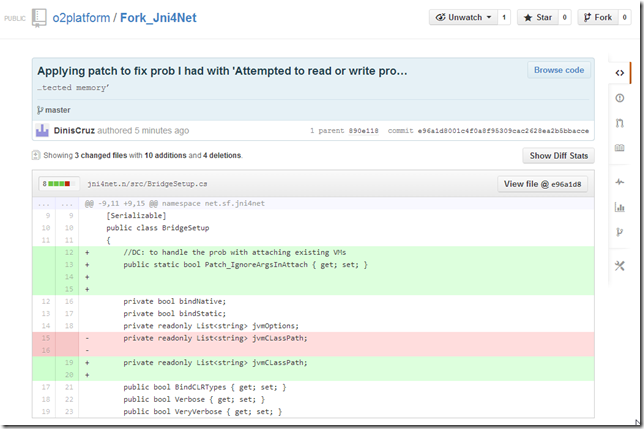 PUBLIC o2platform / Fork_Jni4Net Unwatch 1 Star 0 Fork 0
Applying patch to fix prob I had with 'Attempted to read or write pro… Browse code
…tected memory'
master
DinisCruz authored 5 minutes ago 1 parent 890e118 commit e96a1d8001c4f0a8f95309cac2628ea2b5bbacce
Showing 3 changed files with 10 additions and 4 deletions. Show Diff Stats
8 jni4net.n/src/BridgeSetup.cs View file @ e96a1d8
... ... @@ -9,11 +9,15 @@ namespace net.sf.jni4net
9 9 [Serializable]
10 10 public class BridgeSetup
11 11 {
12 + //DC: to handle the prob with attaching existing VMs
13 + public static bool Patch_IgnoreArgsInAttach { get; set; }
14 +
15 +
12 16 private bool bindNative;
13 17 private bool bindStatic;
14 18 private readonly List<string> jvmOptions;
15 - private readonly List<string> jvmCLassPath;
16 -
19 + private readonly List<string> jvmCLassPath;
20 +
17 21 public bool BindCLRTypes { get; set; }
18 22 public bool Verbose { get; set; }
19 23 public bool VeryVerbose { get; set; }